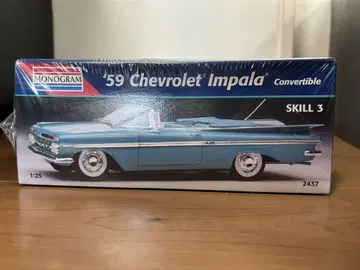 MONOGRAM
'59 Chevrolet Impala Convertible
SKILL 3
1:25
2437